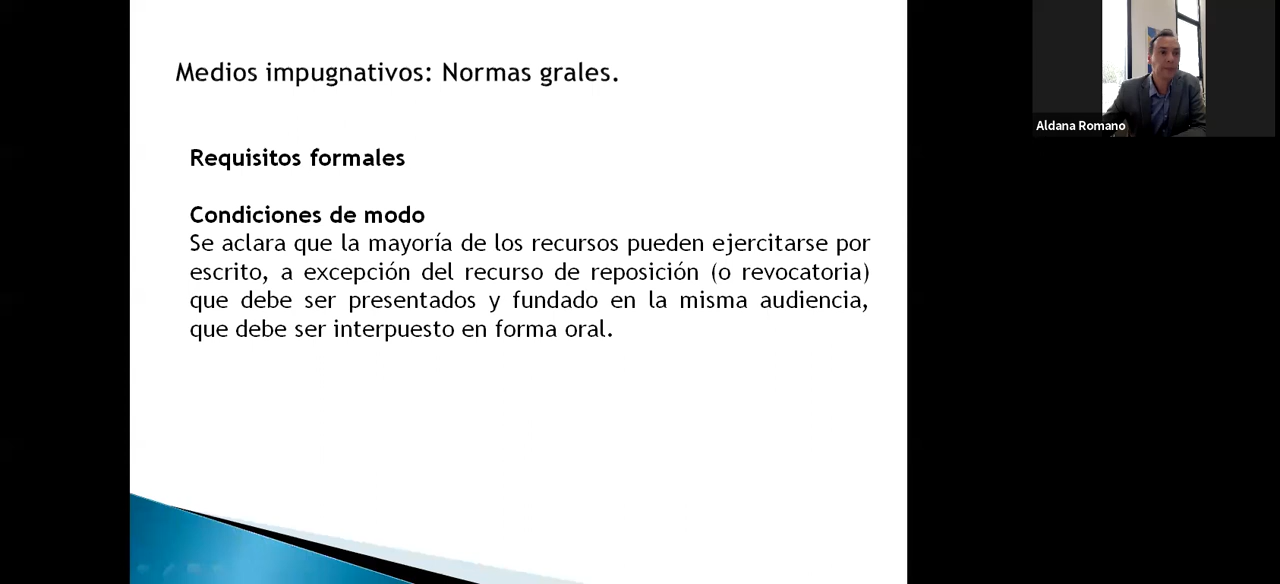 Medios impugnativos: Normas grales.
Requisitos formales
Condiciones de modo
Se aclara que la mayoría de los recursos pueden ejercitarse por
escrito, a excepción del recurso de reposición (o revocatoria)
que debe ser presentados y fundado en la misma audiencia,
que debe ser interpuesto en forma oral.
Aldana Romano